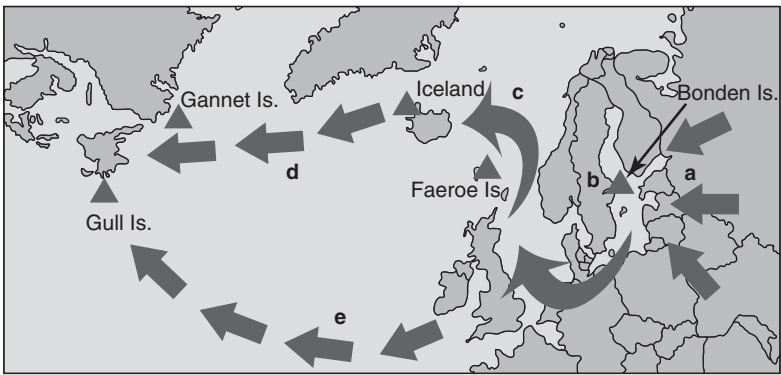 c
Iceland
Gannet Is.
Bonden Is.
d
b
a
Faeroe Is
Gull Is.
e